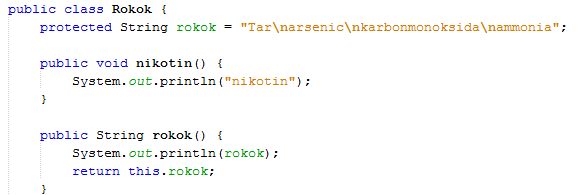 public class Rokok {
protected String rokok = "Tar\narsenic\nkarbonmonoksida\nammonia";
public void nikotin() {
System.out.println("nikotin");
}
public String rokok() {
System.out.println(rokok);
return this.rokok;
}